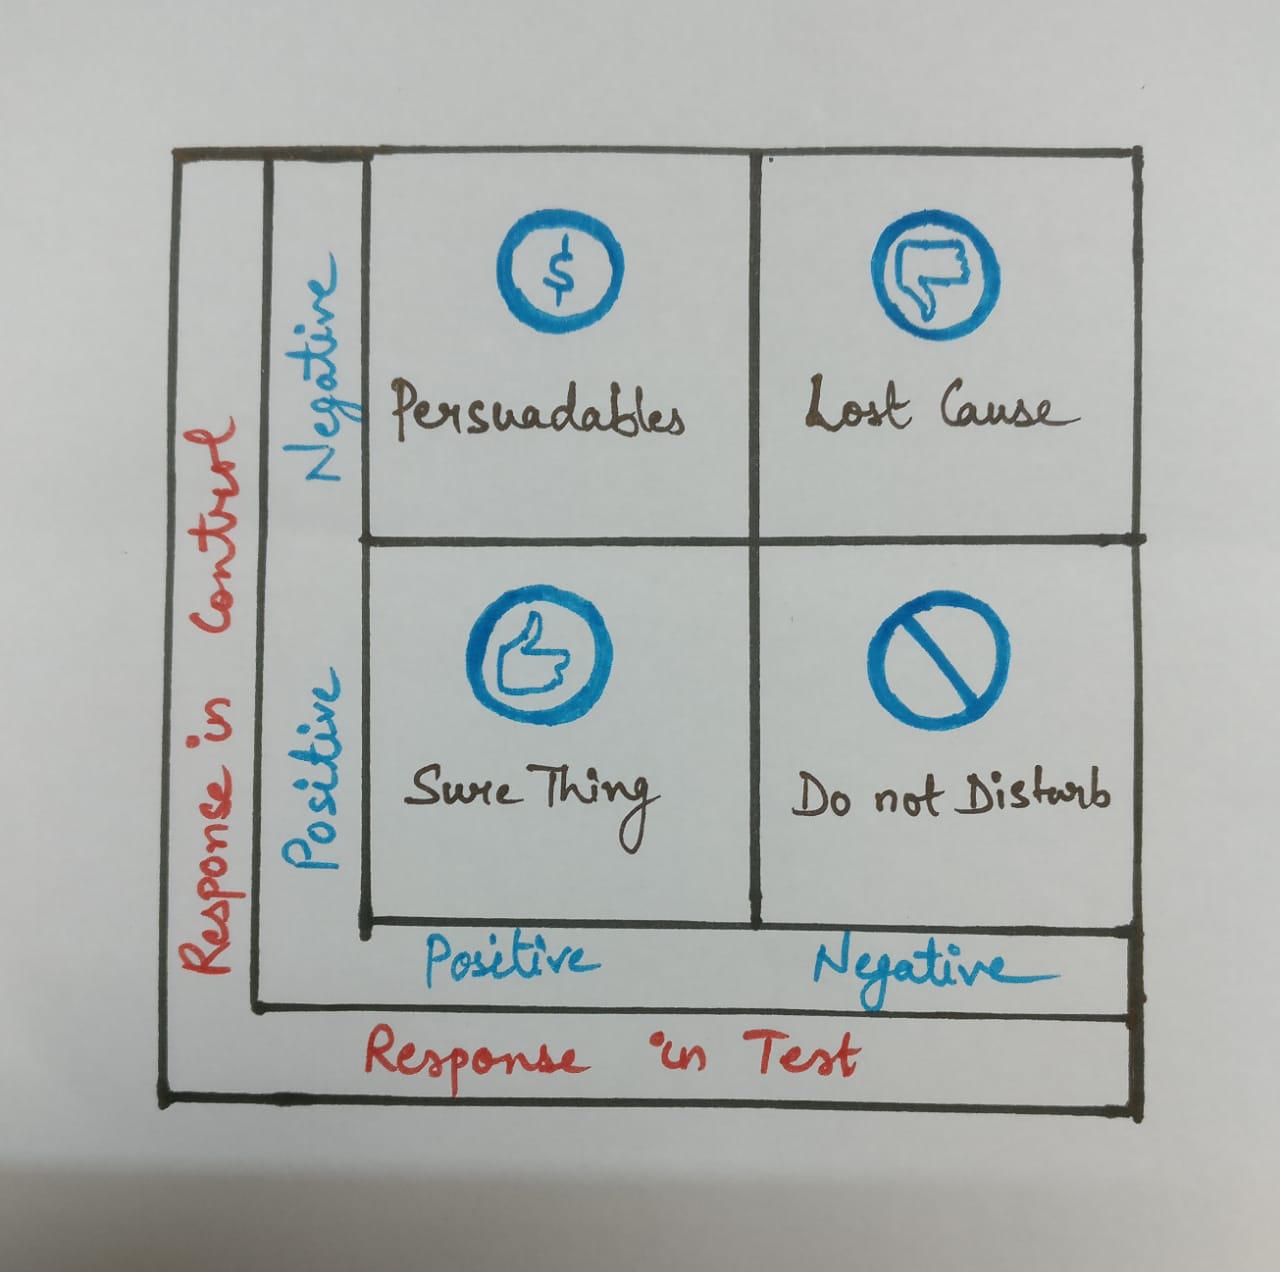 Negative
$
Persuadables
Lost Cause
Response in Control
Positive
Sure Thing
Do not Disturb
Positive
Negative
Response in Test